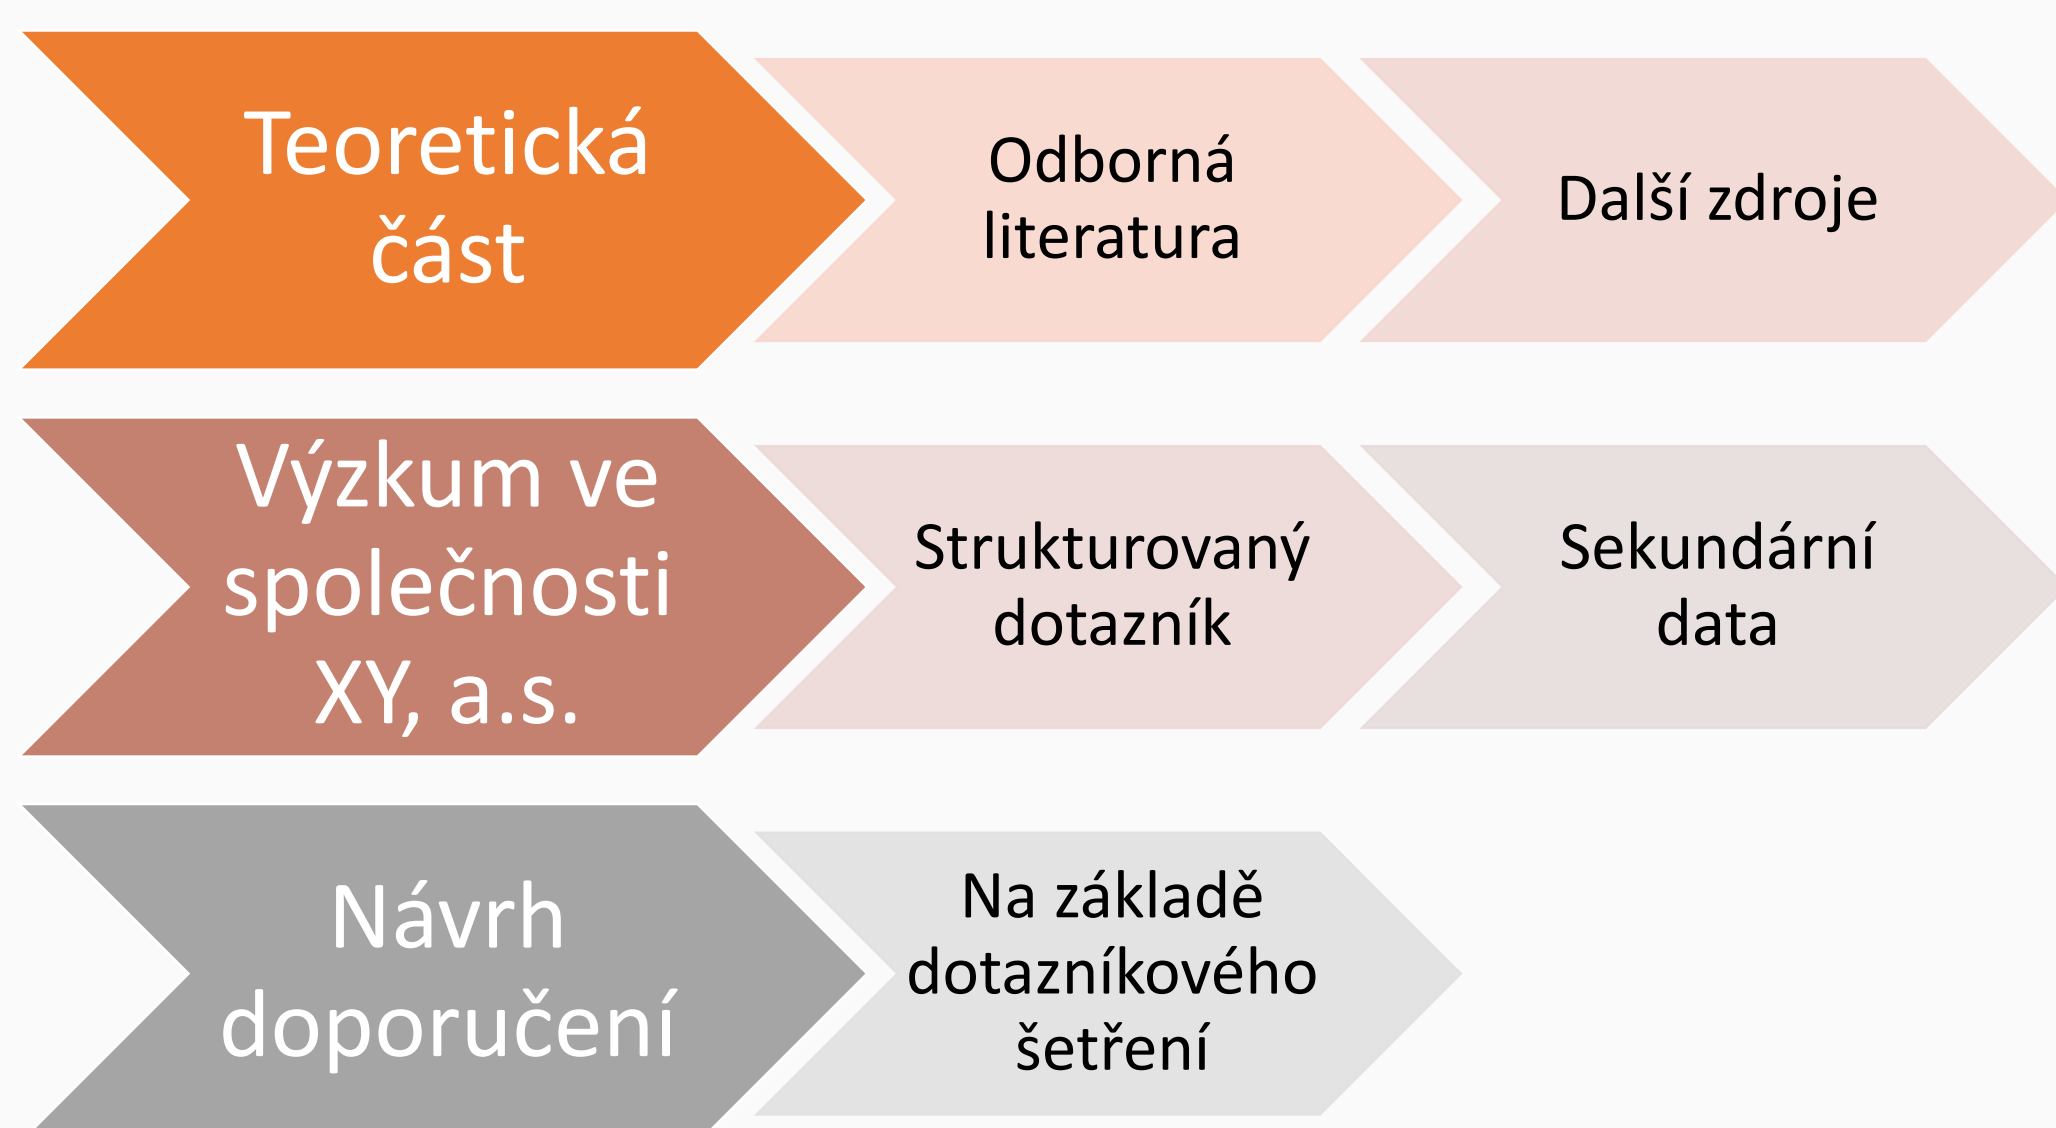 Teoretická
část
Odborná
literatura
Další zdroje
Výzkum ve
společnosti
XY, a.s.
Strukturovaný
dotazník
Sekundární
data
Návrh
doporučení
Na základě
dotazníkového
šetření